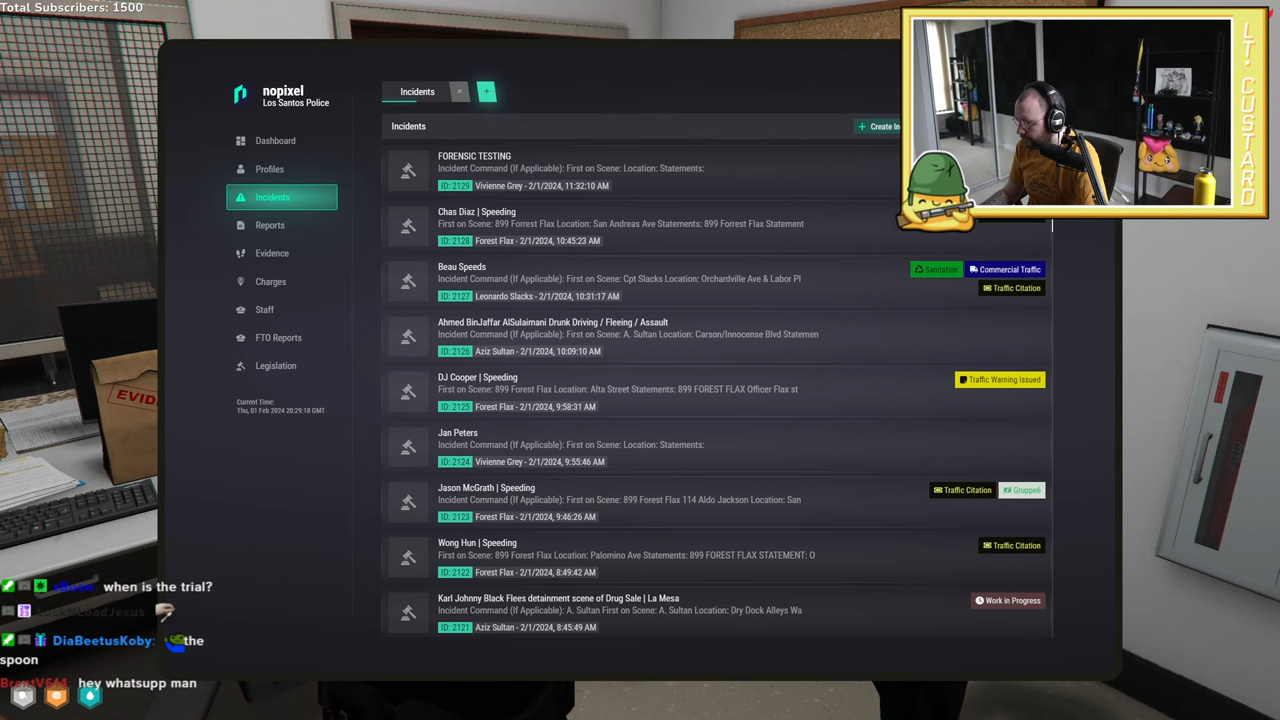 Total Subscribers: 1500
nopixel
Los Santos Police
Dashboard
Profiles
Incidents
Reports
Evidence
Charges
Staff
FTO Reports
Legislation
Current Time:
Thu, 01 Feb 2024 20:29:18 GMT
Incidents × +
Incidents
+ Create In
FORENSIC TESTING
Incident Command (If Applicable): First on Scene: Location: Statements:
ID: 2129 Vivienne Grey - 2/1/2024, 11:32:10 AM
Chas Diaz | Speeding
First on Scene: 899 Forrest Flax Location: San Andreas Ave Statements: 899 Forrest Flax Statement
ID: 2128 Forest Flax - 2/1/2024, 10:45:23 AM
Beau Speeds
Incident Command (If Applicable): First on Scene: Cpt Slacks Location: Orchardville Ave & Labor Pl
ID: 2127 Leonardo Slacks - 2/1/2024, 10:31:17 AM
Sanitation
Commercial Traffic
Traffic Citation
Ahmed BinJaffar AlSulaimani Drunk Driving / Fleeing / Assault
Incident Command (If Applicable): First on Scene: A. Sultan Location: Carson/Innocense Blvd Statemen
ID: 2126 Aziz Sultan - 2/1/2024, 10:09:10 AM
DJ Cooper | Speeding
First on Scene: 899 Forest Flax Location: Alta Street Statements: 899 FOREST FLAX Officer Flax st
ID: 2125 Forest Flax - 2/1/2024, 9:58:31 AM
Traffic Warning Issued
Jan Peters
Incident Command (If Applicable): First on Scene: Location: Statements:
ID: 2124 Vivienne Grey - 2/1/2024, 9:55:46 AM
Jason McGrath | Speeding
Incident Command (If Applicable): First on Scene: 899 Forest Flax 114 Aldo Jackson Location: San
ID: 2123 Forest Flax - 2/1/2024, 9:46:26 AM
Traffic Citation
Gruppe6
Wong Hun | Speeding
First on Scene: 899 Forest Flax Location: Palomino Ave Statements: 899 FOREST FLAX STATEMENT: O
ID: 2122 Forest Flax - 2/1/2024, 8:49:42 AM
Traffic Citation
Karl Johnny Black Flees detainment scene of Drug Sale | La Mesa
Incident Command (If Applicable): A. Sultan First on Scene: A. Sultan Location: Dry Dock Alleys Wa
ID: 2121 Aziz Sultan - 2/1/2024, 8:45:49 AM
Work in Progress
LT. CUSTARD
EVID
when is the trial?
DiaBeetusKoby: the
spoon
hey whatsupp man